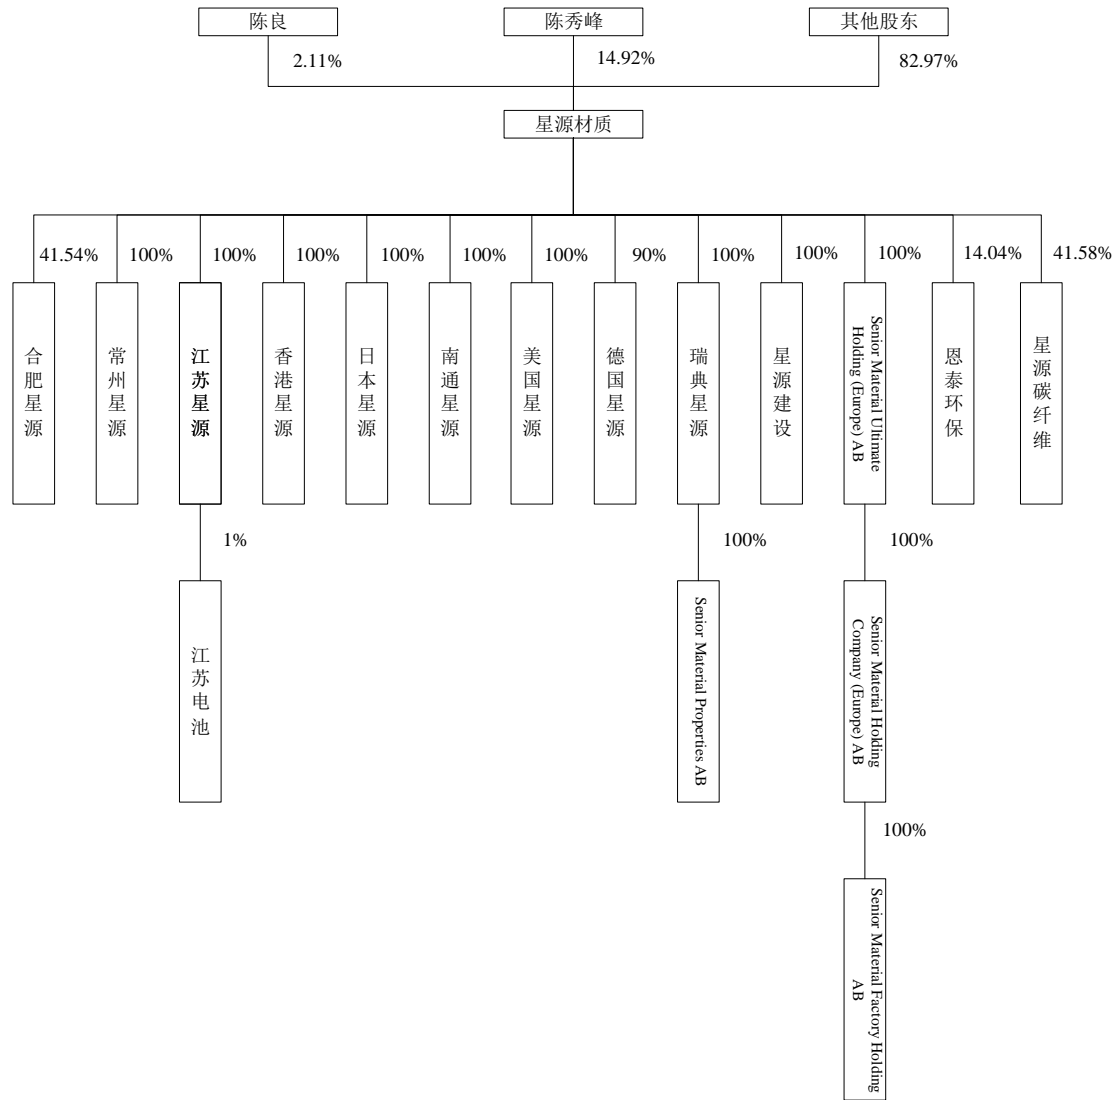 陈良
陈秀峰
其他股东
2.11%
14.92%
82.97%
星源材质
41.54%
100%
100%
100%
100%
100%
100%
90%
100%
100%
100%
14.04%
41.58%
合肥星源
常州星源
江苏星源
香港星源
日本星源
南通星源
美国星源
德国星源
瑞典星源
星源建设
Senior Material Ultimate
Holding (Europe) AB
恩泰环保
星源碳纤维
1%
100%
100%
江苏电池
Senior Material Properties AB
Senior Material Holding
Company (Europe) AB
100%
Senior Material Factory Holding
AB